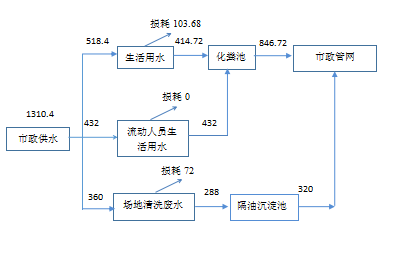 损耗 103.68
518.4
生活用水
414.72
化粪池
846.72
市政管网
1310.4
市政供水
432
损耗 0
流动人员生
活用水
432
损耗 72
360
场地清洗废水
288
隔油沉淀池
320